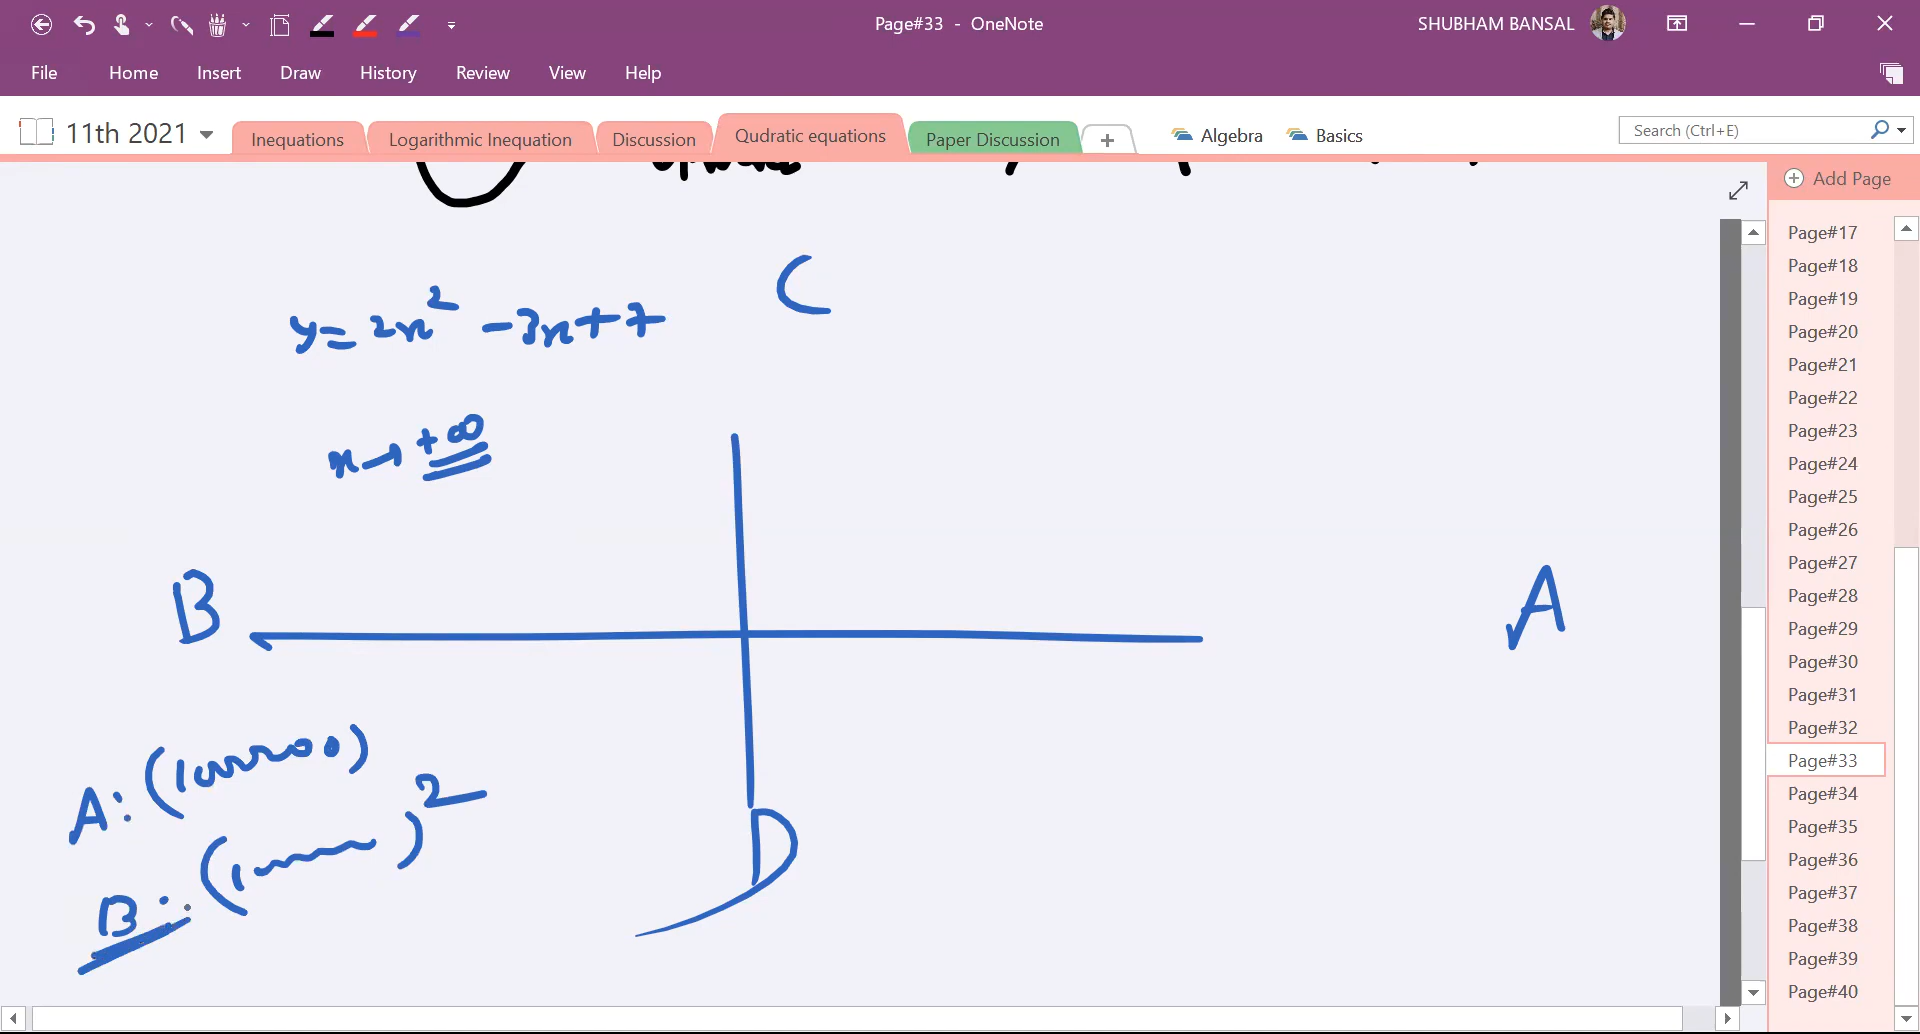 Page#33 - OneNote
SHUBHAM BANSAL
File Home Insert Draw History Review View Help
11th 2021
Inequations
Logarithmic Inequation
Discussion
Qudratic equations
Paper Discussion
+
Algebra
Basics
Search (Ctrl+E)
Add Page
Page#17
Page#18
Page#19
Page#20
Page#21
Page#22
Page#23
Page#24
Page#25
Page#26
Page#27
Page#28
Page#29
Page#30
Page#31
Page#32
Page#33
Page#34
Page#35
Page#36
Page#37
Page#38
Page#39
Page#40
C
y = 2x² - 3x + 7
x → +∞
B
A
A:
B:
D